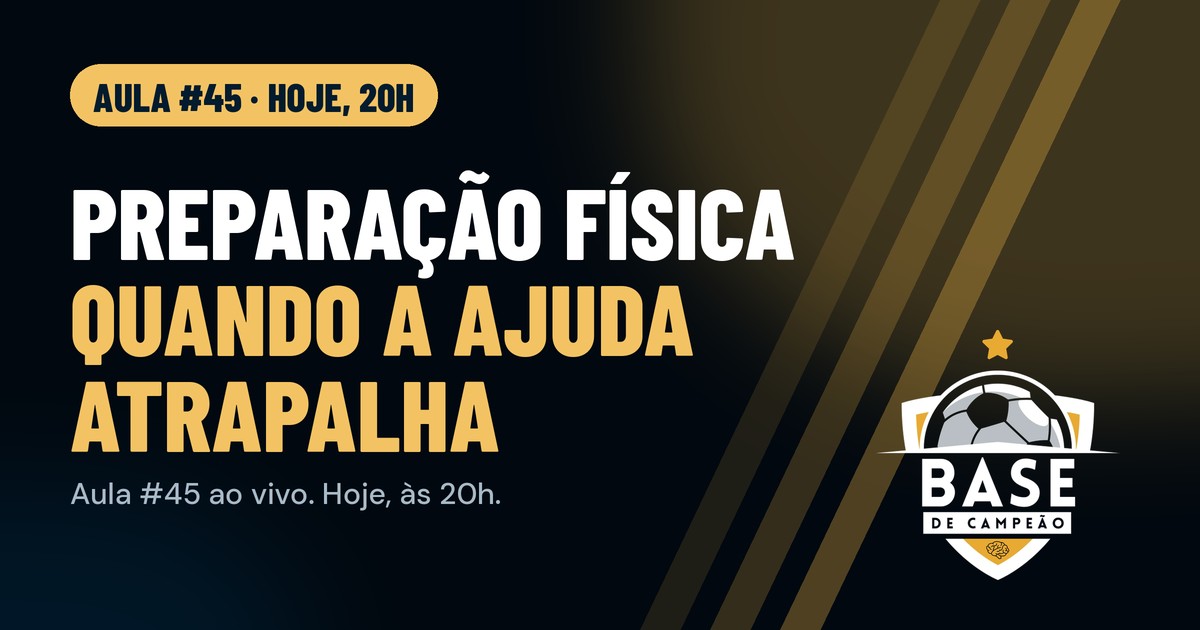 AULA #45 · HOJE, 20H
PREPARAÇÃO FÍSICA
QUANDO A AJUDA
ATRAPALHA
Aula #45 ao vivo. Hoje, às 20h.
BASE
DE CAMPEÃO